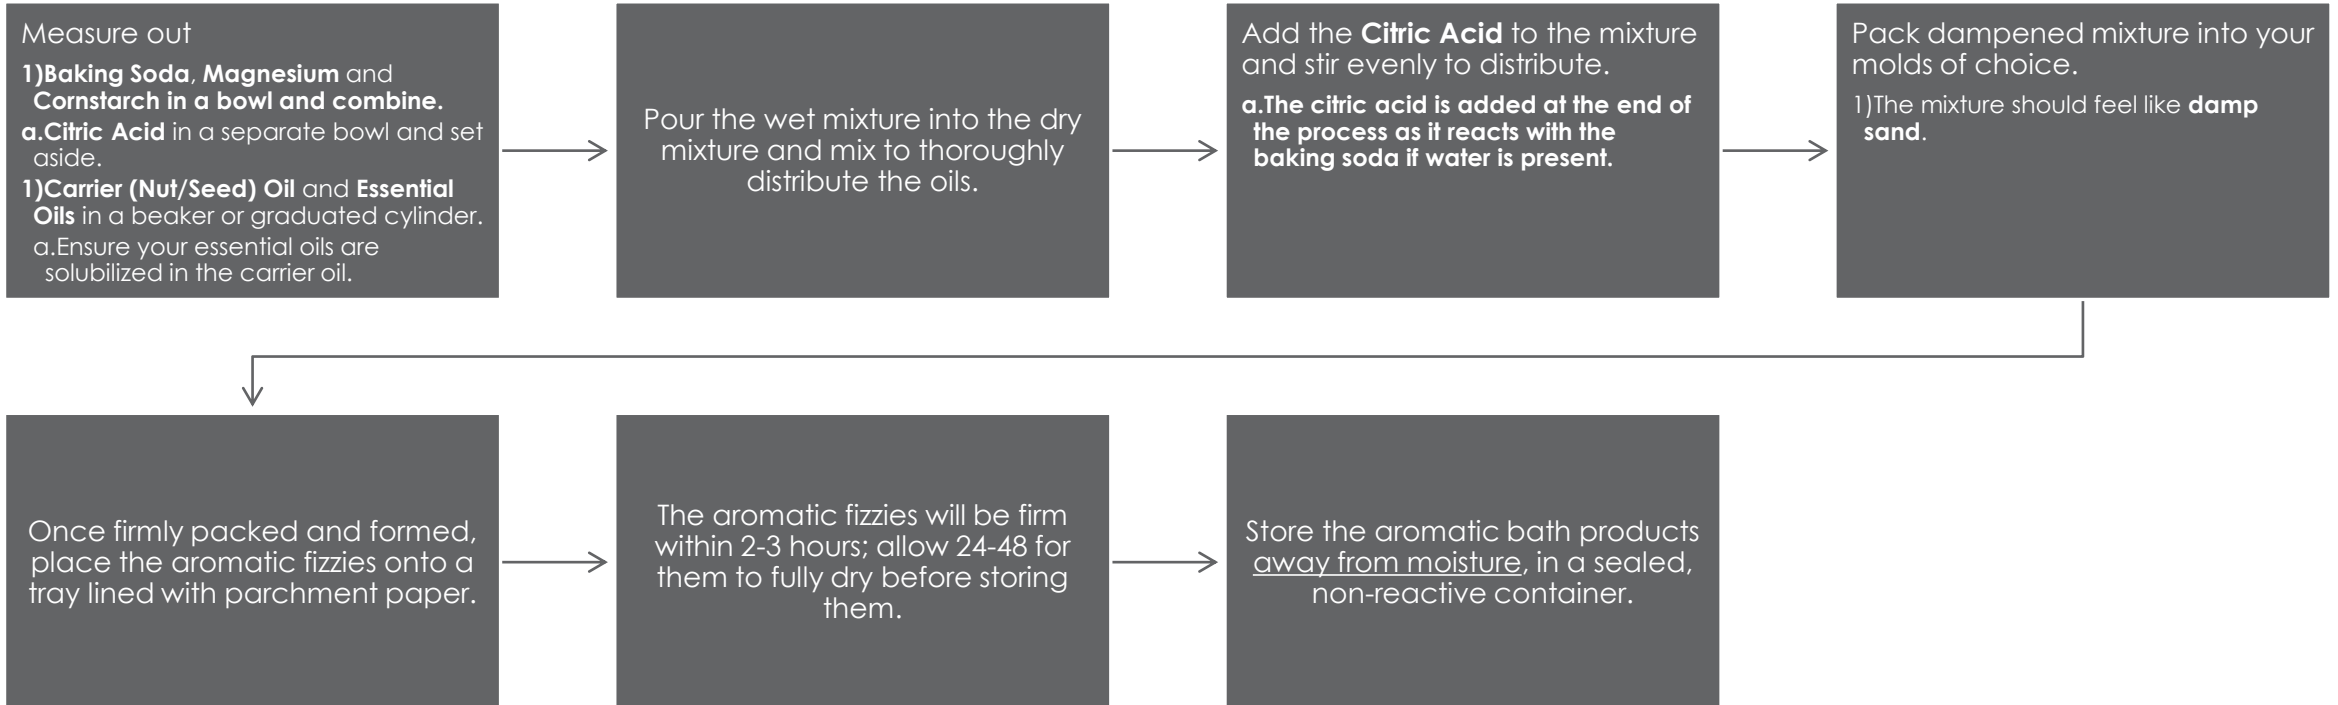 Measure out
1)Baking Soda, Magnesium and
Cornstarch in a bowl and combine.
a.Citric Acid in a separate bowl and set
aside.
1)Carrier (Nut/Seed) Oil and Essential
Oils in a beaker or graduated cylinder.
a.Ensure your essential oils are
solubilized in the carrier oil.
Pour the wet mixture into the dry
mixture and mix to thoroughly
distribute the oils.
Add the Citric Acid to the mixture
and stir evenly to distribute.
a.The citric acid is added at the end of
the process as it reacts with the
baking soda if water is present.
Pack dampened mixture into your
molds of choice.
1)The mixture should feel like damp
sand.
Once firmly packed and formed,
place the aromatic fizzies onto a
tray lined with parchment paper.
The aromatic fizzies will be firm
within 2-3 hours; allow 24-48 for
them to fully dry before storing
them.
Store the aromatic bath products
away from moisture, in a sealed,
non-reactive container.